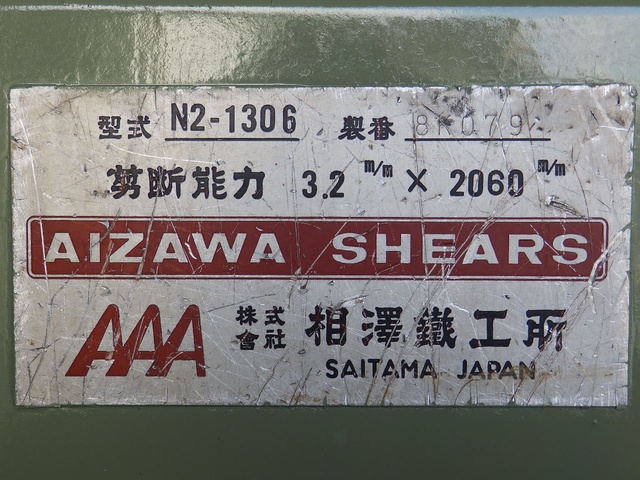 型式 N2-1306 製番
剪断能力 3.2 m/m × 2060 m/m
AIZAWA SHEARS
AAA 株式會社 相澤鐵工所
SAITAMA JAPAN